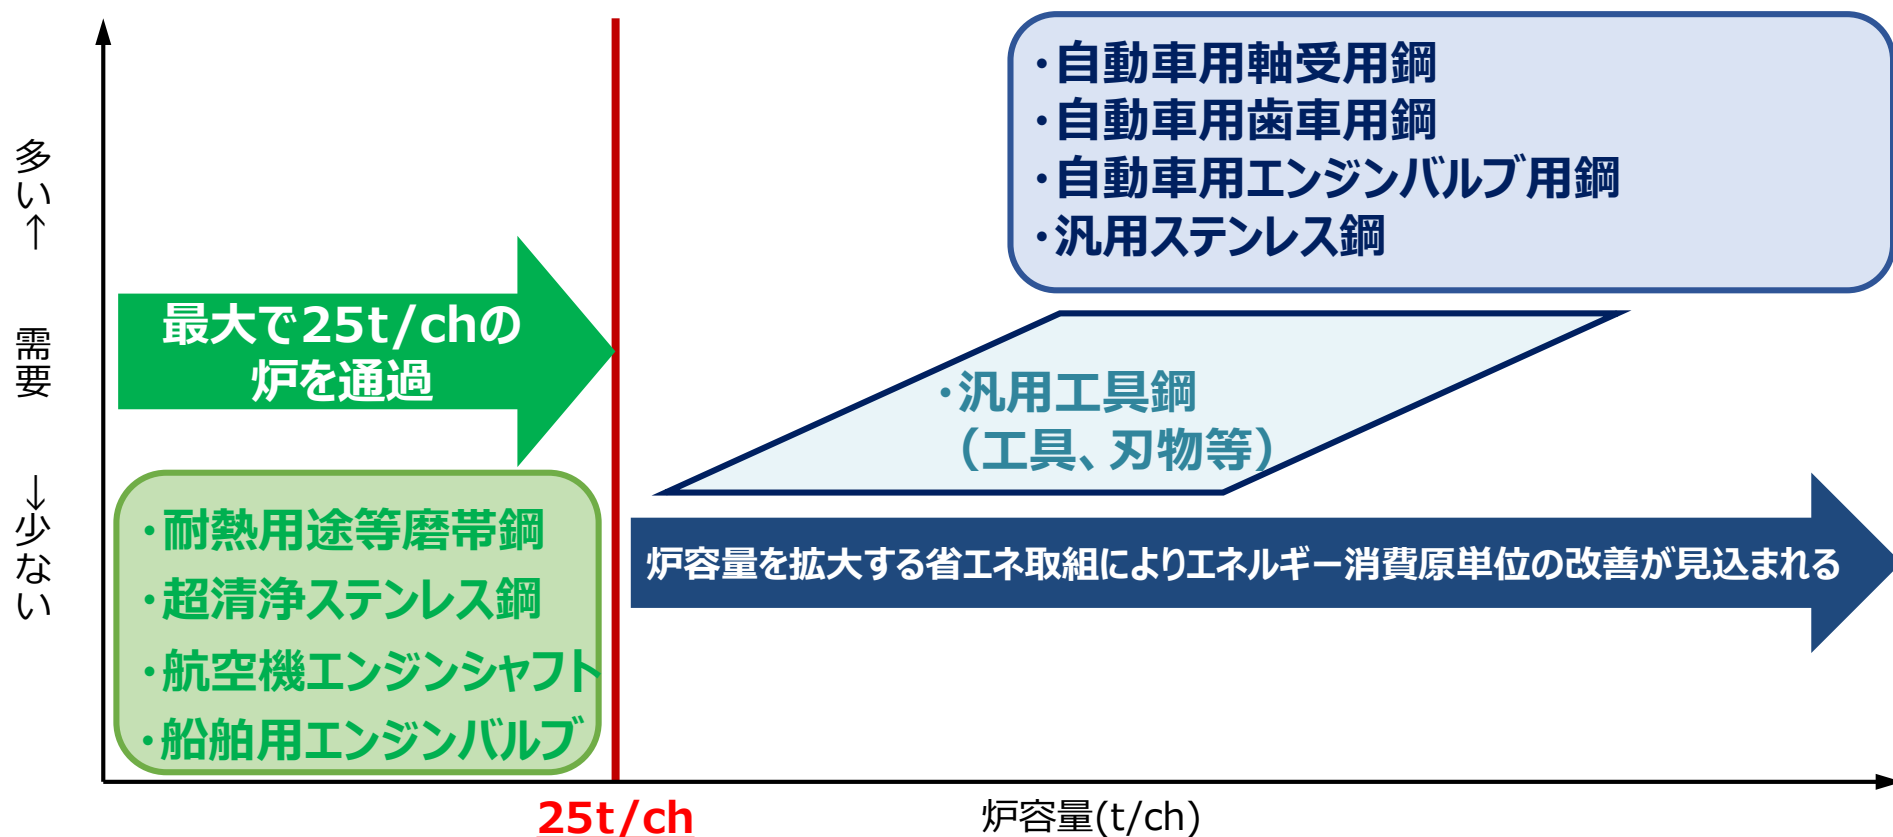 多い↑ 需要 ↓少ない
・自動車用軸受用鋼
・自動車用歯車用鋼
・自動車用エンジンバルブ用鋼
・汎用ステンレス鋼
最大で25t/chの
炉を通過
・汎用工具鋼
（工具、刃物等）
・耐熱用途等磨帯鋼
・超清浄ステンレス鋼
・航空機エンジンシャフト
・船舶用エンジンバルブ
炉容量を拡大する省エネ取組によりエネルギー消費原単位の改善が見込まれる
25t/ch
炉容量(t/ch)